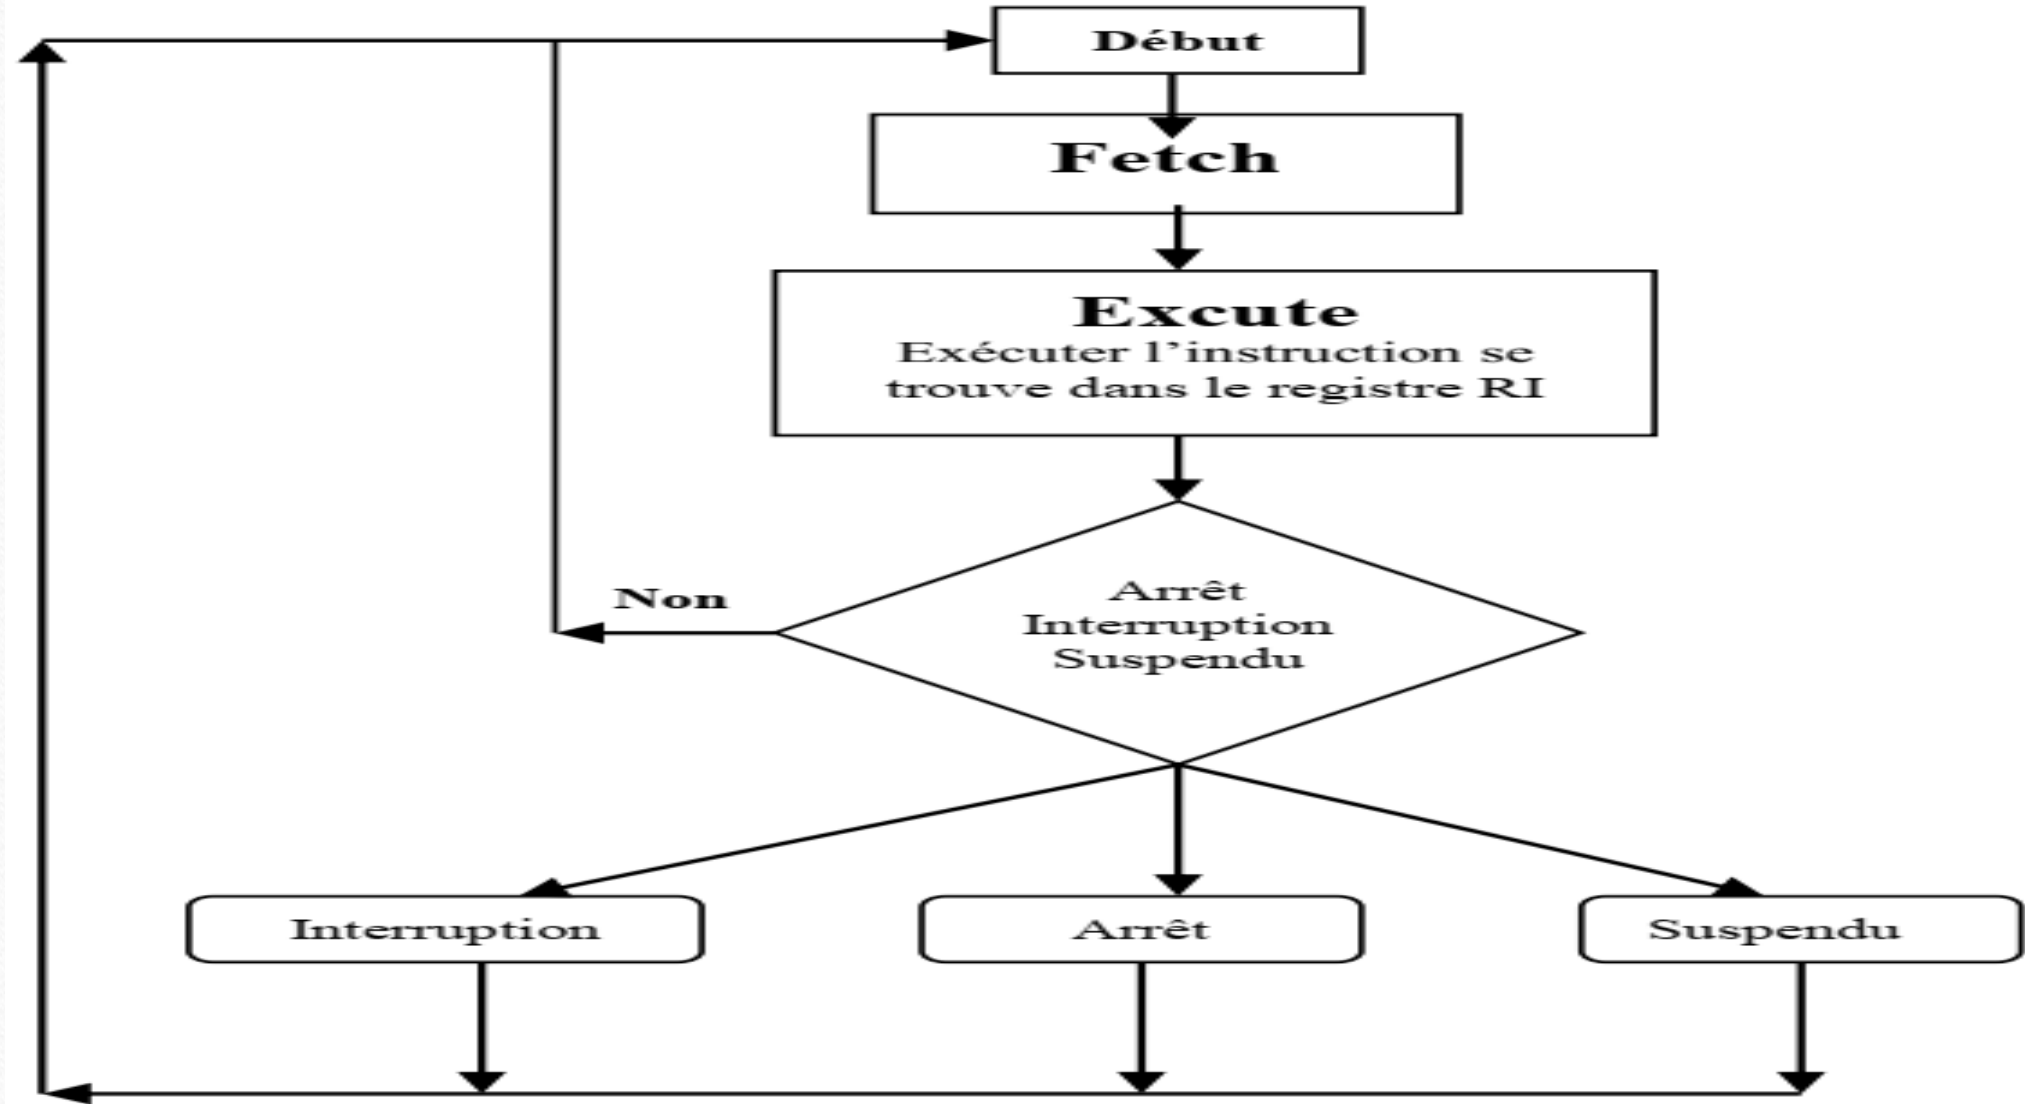 Début
Fetch
Excute
Exécuter l’instruction se
trouve dans le registre RI
Non
Arrêt
Interruption
Suspendu
Interruption
Arrêt
Suspendu